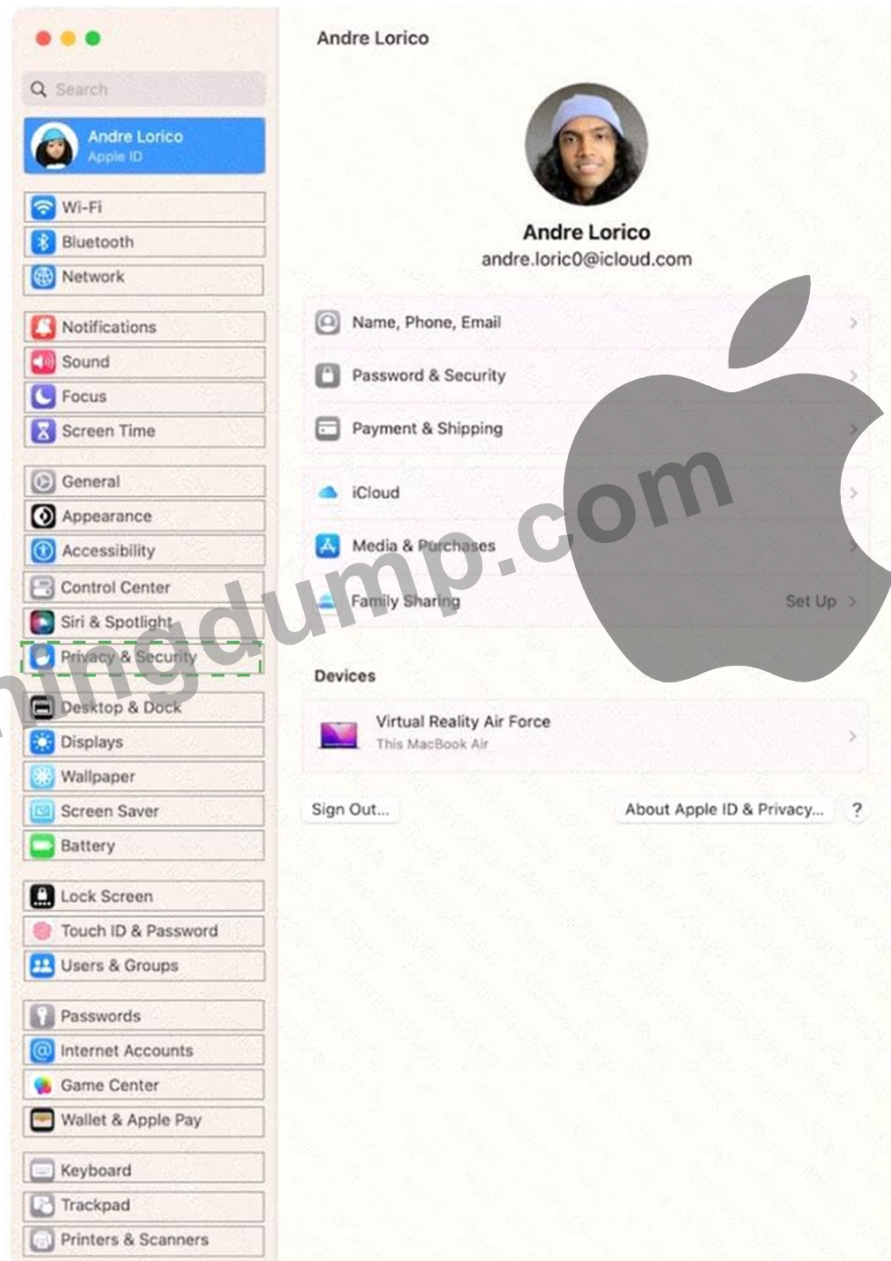 Andre Lorico
Search
Andre Lorico
Apple ID
Wi-Fi
Bluetooth
Network
Notifications
Sound
Focus
Screen Time
General
Appearance
Accessibility
Control Center
Siri & Spotlight
Privacy & Security
Desktop & Dock
Displays
Wallpaper
Screen Saver
Battery
Lock Screen
Touch ID & Password
Users & Groups
Passwords
Internet Accounts
Game Center
Wallet & Apple Pay
Keyboard
Trackpad
Printers & Scanners
Andre Lorico
andre.loric0@icloud.com
Name, Phone, Email
Password & Security
Payment & Shipping
iCloud
Media & Purchases
Family Sharing
Set Up
Devices
Virtual Reality Air Force
This MacBook Air
Sign Out...
About Apple ID & Privacy...
?
ingdump.com